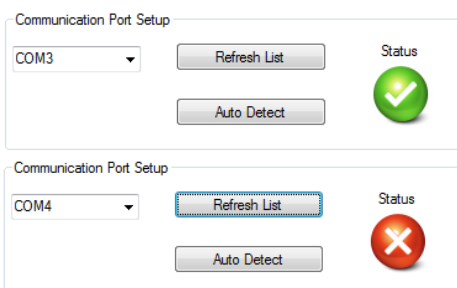 Communication Port Setup
COM3
Refresh List
Status
Auto Detect
Communication Port Setup
COM4
Refresh List
Status
Auto Detect